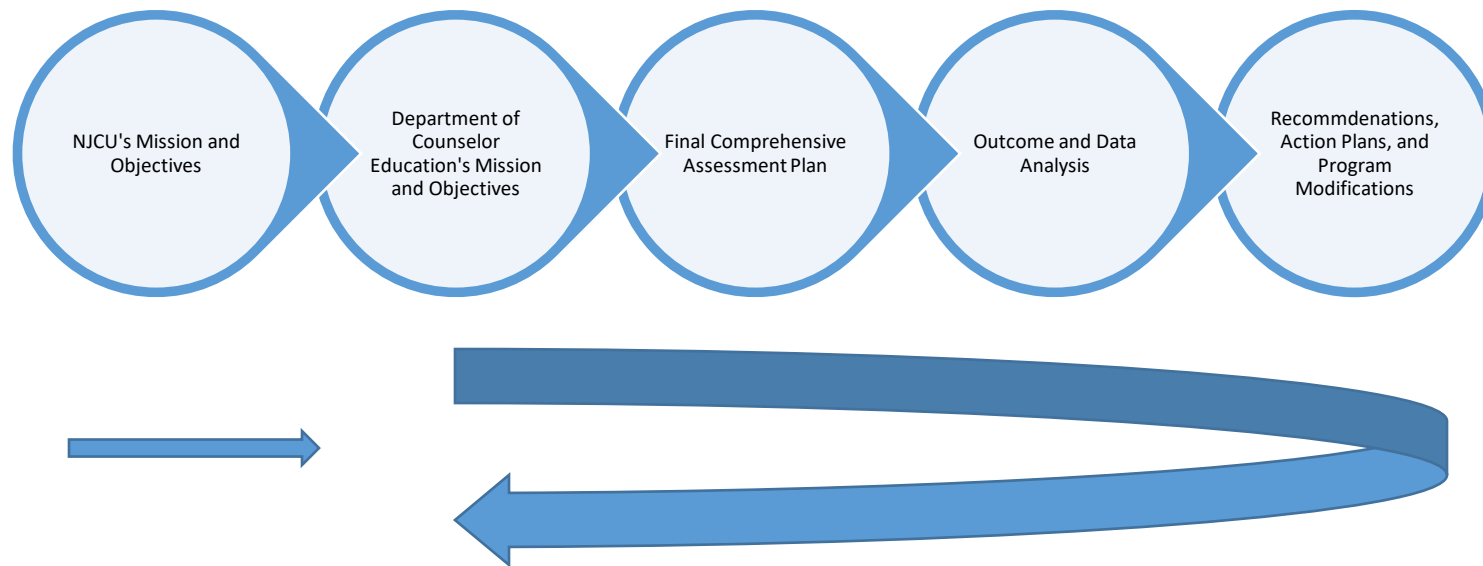 NJCU's Mission and
Objectives
Department of
Counselor
Education's Mission
and Objectives
Final Comprehensive
Assessment Plan
Outcome and Data
Analysis
Recommdenations,
Action Plans, and
Program
Modifications